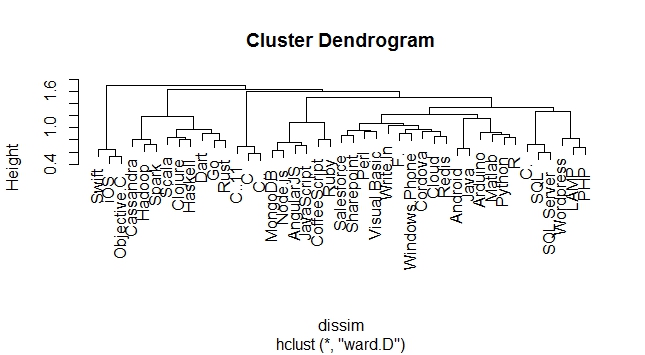 Cluster Dendrogram
Height
1.6
1.0
0.4
Swift
iOS
Objective.C
Cassandra
Hadoop
Spark
Scala
Clojure
Haskell
Dart
Go
Rust
C..11
C
C..
MongoDB
Node.js
AngularJS
JavaScript
CoffeeScript
Ruby
Salesforce
Sharepoint
Perl
Visual.Basic
Write.In
F.
Windows.Phone
Cordova
Cloud
Redis
Android
Java
Arduino
Matlab
Python
R
C.
SQL
SQL.Server
Wordpress
LAMP
PHP
dissim
hclust (*, "ward.D")